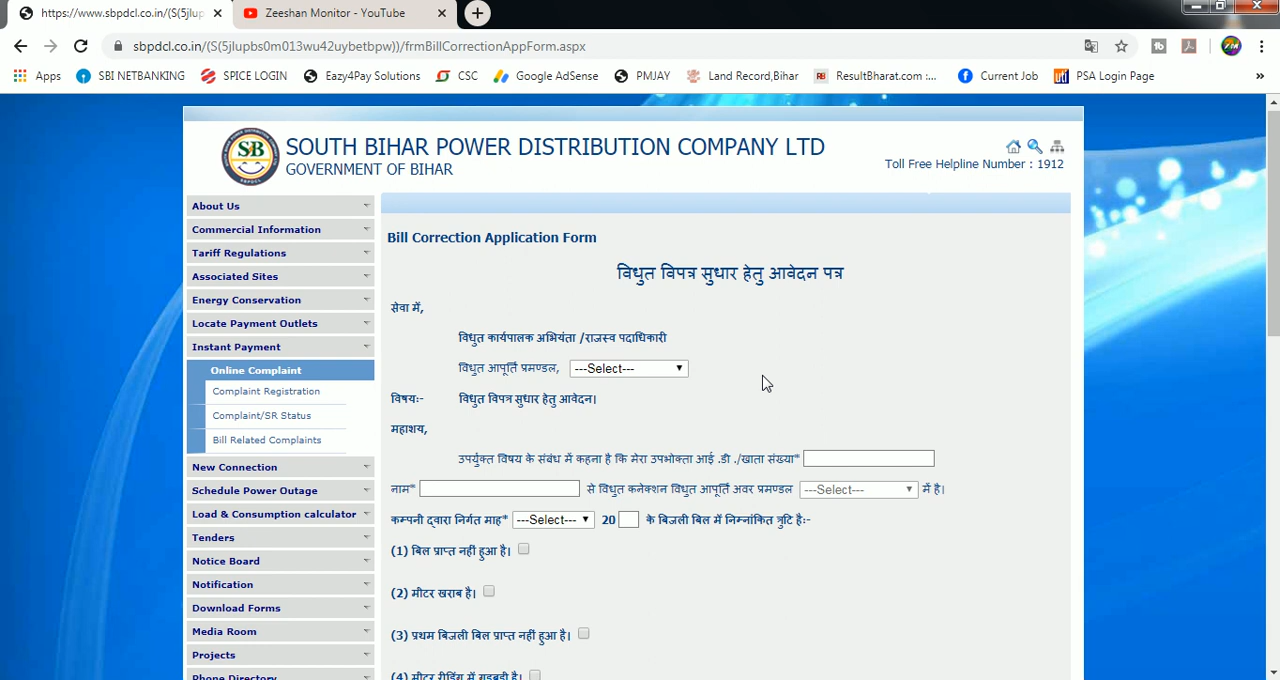 https://www.sbpdcl.co.in/(S(5jlup
Zeeshan Monitor - YouTube
sbpdcl.co.in/(S(5jlupbs0m013wu42uybetbpw))/frmBillCorrectionAppForm.aspx
Apps SBI NETBANKING SPICE LOGIN Eazy4Pay Solutions CSC Google AdSense PMJAY Land Record,Bihar ResultBharat.com :... Current Job PSA Login Page »
SB
SOUTH BIHAR POWER DISTRIBUTION COMPANY LTD
GOVERNMENT OF BIHAR
Toll Free Helpline Number : 1912
About Us
Commercial Information
Tariff Regulations
Associated Sites
Energy Conservation
Locate Payment Outlets
Instant Payment
Online Complaint
Complaint Registration
Complaint/SR Status
Bill Related Complaints
New Connection
Schedule Power Outage
Load & Consumption calculator
Tenders
Notice Board
Notification
Download Forms
Media Room
Projects
Phone Directory
Bill Correction Application Form
विधुत विपत्र सुधार हेतु आवेदन पत्र
सेवा में,
विधुत कार्यपालक अभियंता /राजस्व पदाधिकारी
विधुत आपूर्ति प्रमण्डल, ---Select---
विषय:- विधुत विपत्र सुधार हेतु आवेदन।
महाशय,
उपर्युक्त विषय के संबंध में कहना है कि मेरा उपभोक्ता आई .डी ./खाता संख्या*
नाम* से विधुत कनेक्शन विधुत आपूर्ति अवर प्रमण्डल ---Select--- में है।
कम्पनी द्वारा निर्गत माह* ---Select--- 20 के बिजली बिल में निम्नांकित त्रुटि है:-
(1) बिल प्राप्त नहीं हुआ है।
(2) मीटर खराब है।
(3) प्रथम बिजली बिल प्राप्त नहीं हुआ है।
(4) मीटर रीडिंग में गड़बड़ी है।